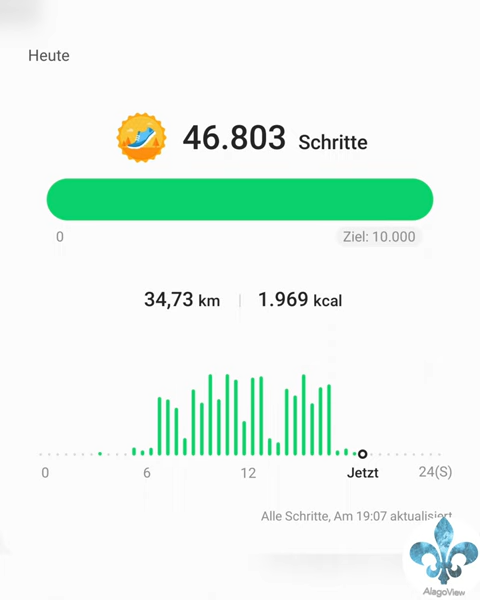 Heute
46.803 Schritte
0 Ziel: 10.000
34,73 km | 1.969 kcal
0 6 12 Jetzt 24(S)
Alle Schritte, Am 19:07 aktualisiert
AlagoView